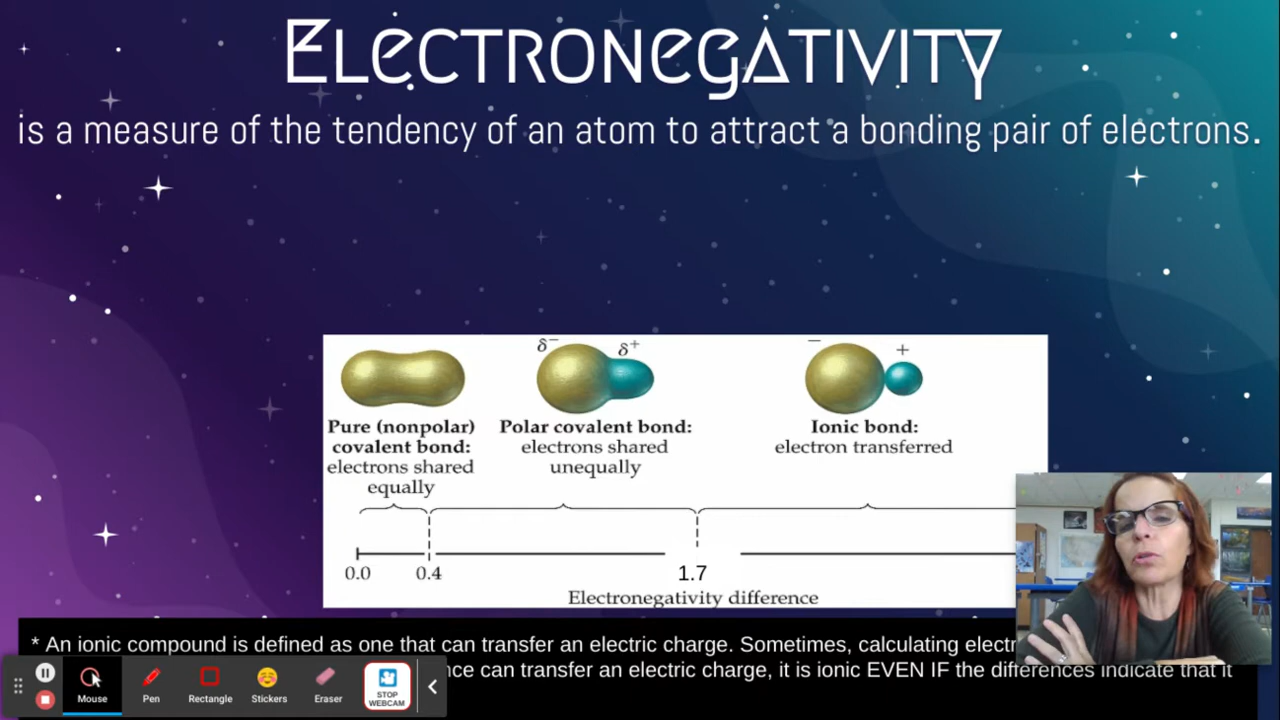 ELeCTRONegATIVITY
is a measure of the tendency of an atom to attract a bonding pair of electrons.
δ− δ+ − +
Pure (nonpolar) covalent bond:
electrons shared equally
Polar covalent bond:
electrons shared unequally
Ionic bond:
electron transferred
0.0 0.4 1.7
Electronegativity difference
* An ionic compound is defined as one that can transfer an electric charge. Sometimes, calculating
can transfer an electric charge, it is ionic EVEN IF the differences indicate that it
Mouse Pen Rectangle Stickers Eraser STOP WEBCAM